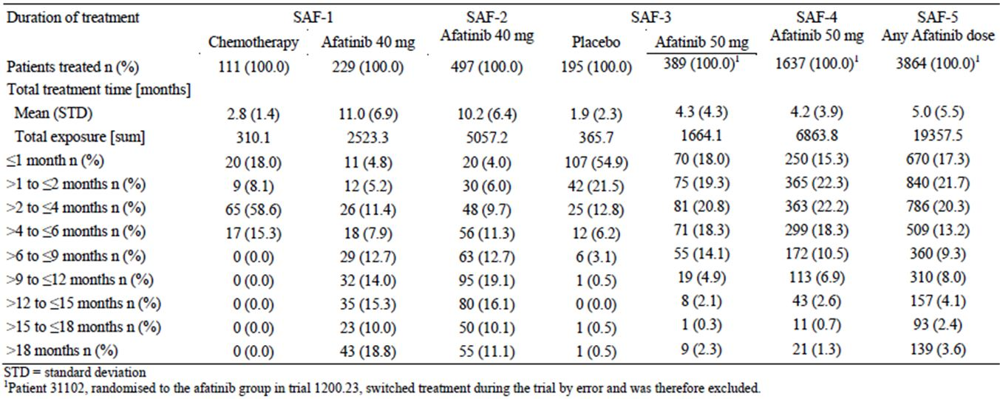 Duration of treatment SAF-1 SAF-2 SAF-3 SAF-4 SAF-5
Chemotherapy Afatinib 40 mg Afatinib 40 mg Placebo Afatinib 50 mg Afatinib 50 mg Any Afatinib dose
Patients treated n (%) 111 (100.0) 229 (100.0) 497 (100.0) 195 (100.0) 389 (100.0)¹ 1637 (100.0)¹ 3864 (100.0)¹
Total treatment time [months]
Mean (STD) 2.8 (1.4) 11.0 (6.9) 10.2 (6.4) 1.9 (2.3) 4.3 (4.3) 4.2 (3.9) 5.0 (5.5)
Total exposure [sum] 310.1 2523.3 5057.2 365.7 1664.1 6863.8 19357.5
≤1 month n (%) 20 (18.0) 11 (4.8) 20 (4.0) 107 (54.9) 70 (18.0) 250 (15.3) 670 (17.3)
>1 to ≤2 months n (%) 9 (8.1) 12 (5.2) 30 (6.0) 42 (21.5) 75 (19.3) 365 (22.3) 840 (21.7)
>2 to ≤4 months n (%) 65 (58.6) 26 (11.4) 48 (9.7) 25 (12.8) 81 (20.8) 363 (22.2) 786 (20.3)
>4 to ≤6 months n (%) 17 (15.3) 18 (7.9) 56 (11.3) 12 (6.2) 71 (18.3) 299 (18.3) 509 (13.2)
>6 to ≤9 months n (%) 0 (0.0) 29 (12.7) 63 (12.7) 6 (3.1) 55 (14.1) 172 (10.5) 360 (9.3)
>9 to ≤12 months n (%) 0 (0.0) 32 (14.0) 95 (19.1) 1 (0.5) 19 (4.9) 113 (6.9) 310 (8.0)
>12 to ≤15 months n (%) 0 (0.0) 35 (15.3) 80 (16.1) 0 (0.0) 8 (2.1) 43 (2.6) 157 (4.1)
>15 to ≤18 months n (%) 0 (0.0) 23 (10.0) 50 (10.1) 1 (0.5) 1 (0.3) 11 (0.7) 93 (2.4)
>18 months n (%) 0 (0.0) 43 (18.8) 55 (11.1) 1 (0.5) 9 (2.3) 21 (1.3) 139 (3.6)
STD = standard deviation
¹Patient 31102, randomised to the afatinib group in trial 1200.23, switched treatment during the trial by error and was therefore excluded.